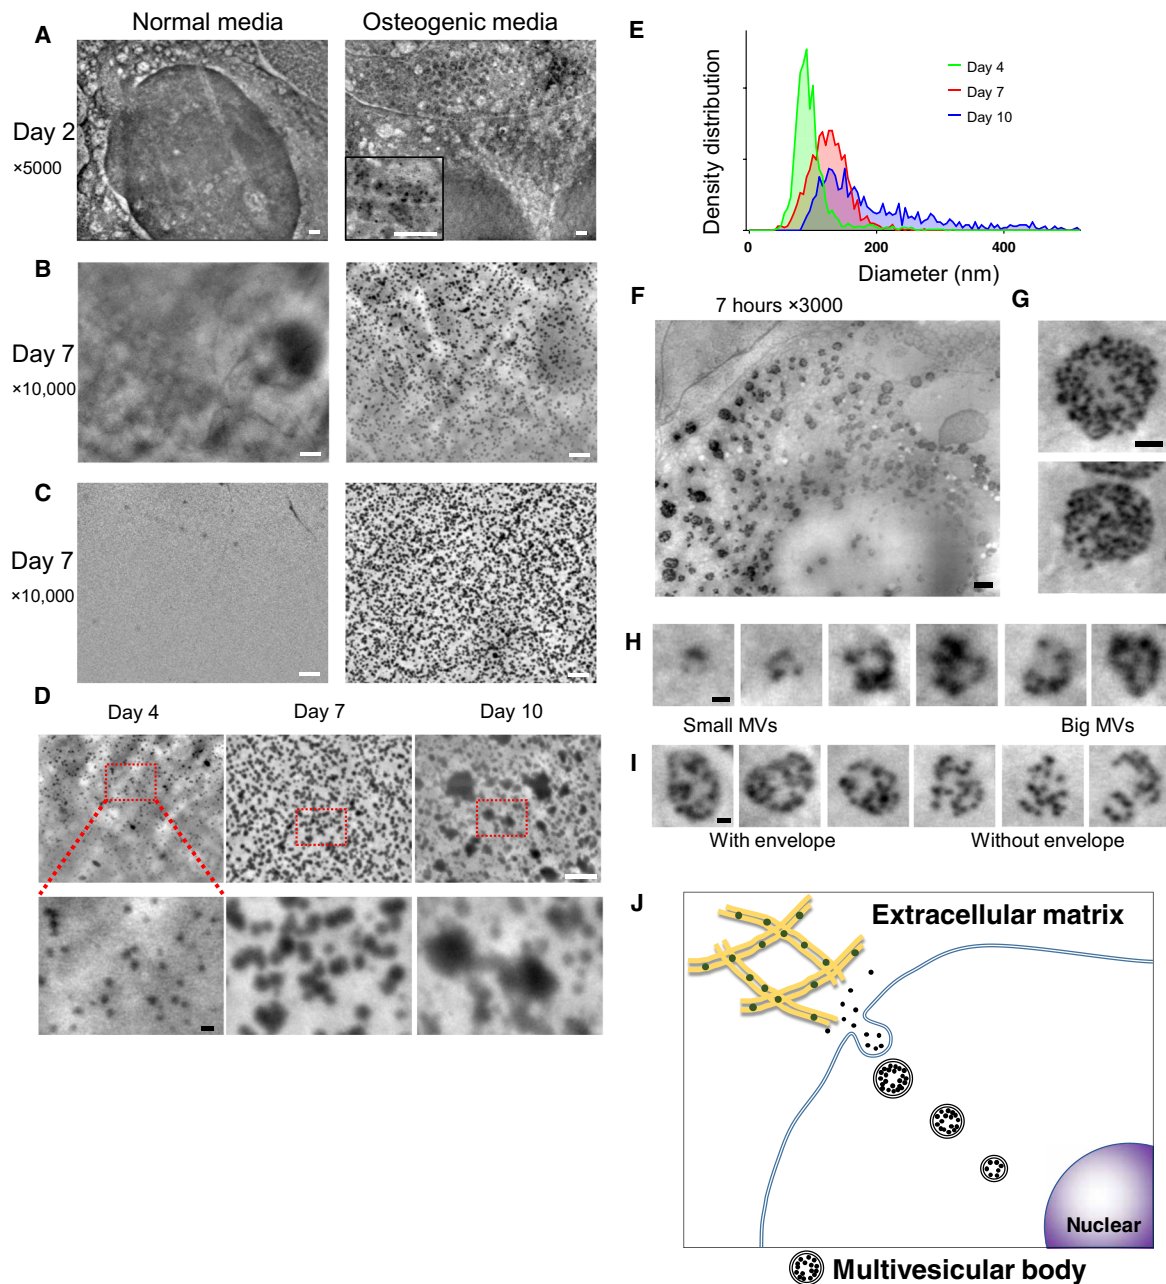 Normal media
Osteogenic media
A
Day 2
×5000
B
Day 7
×10,000
C
Day 7
×10,000
D
Day 4
Day 7
Day 10
E
Density distribution
Day 4
Day 7
Day 10
0
200
400
Diameter (nm)
F
7 hours ×3000
G
H
Small MVs
Big MVs
I
With envelope
Without envelope
J
Extracellular matrix
Nuclear
Multivesicular body